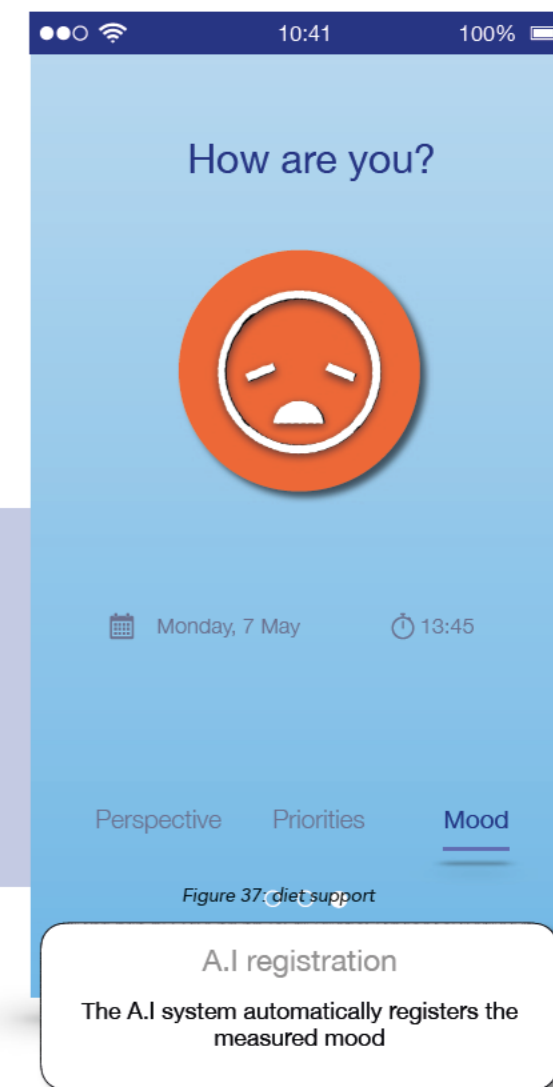 10:41 100%
How are you?
Monday, 7 May 13:45
Perspective Priorities Mood
Figure 37: diet support
A.I registration
The A.I system automatically registers the
measured mood